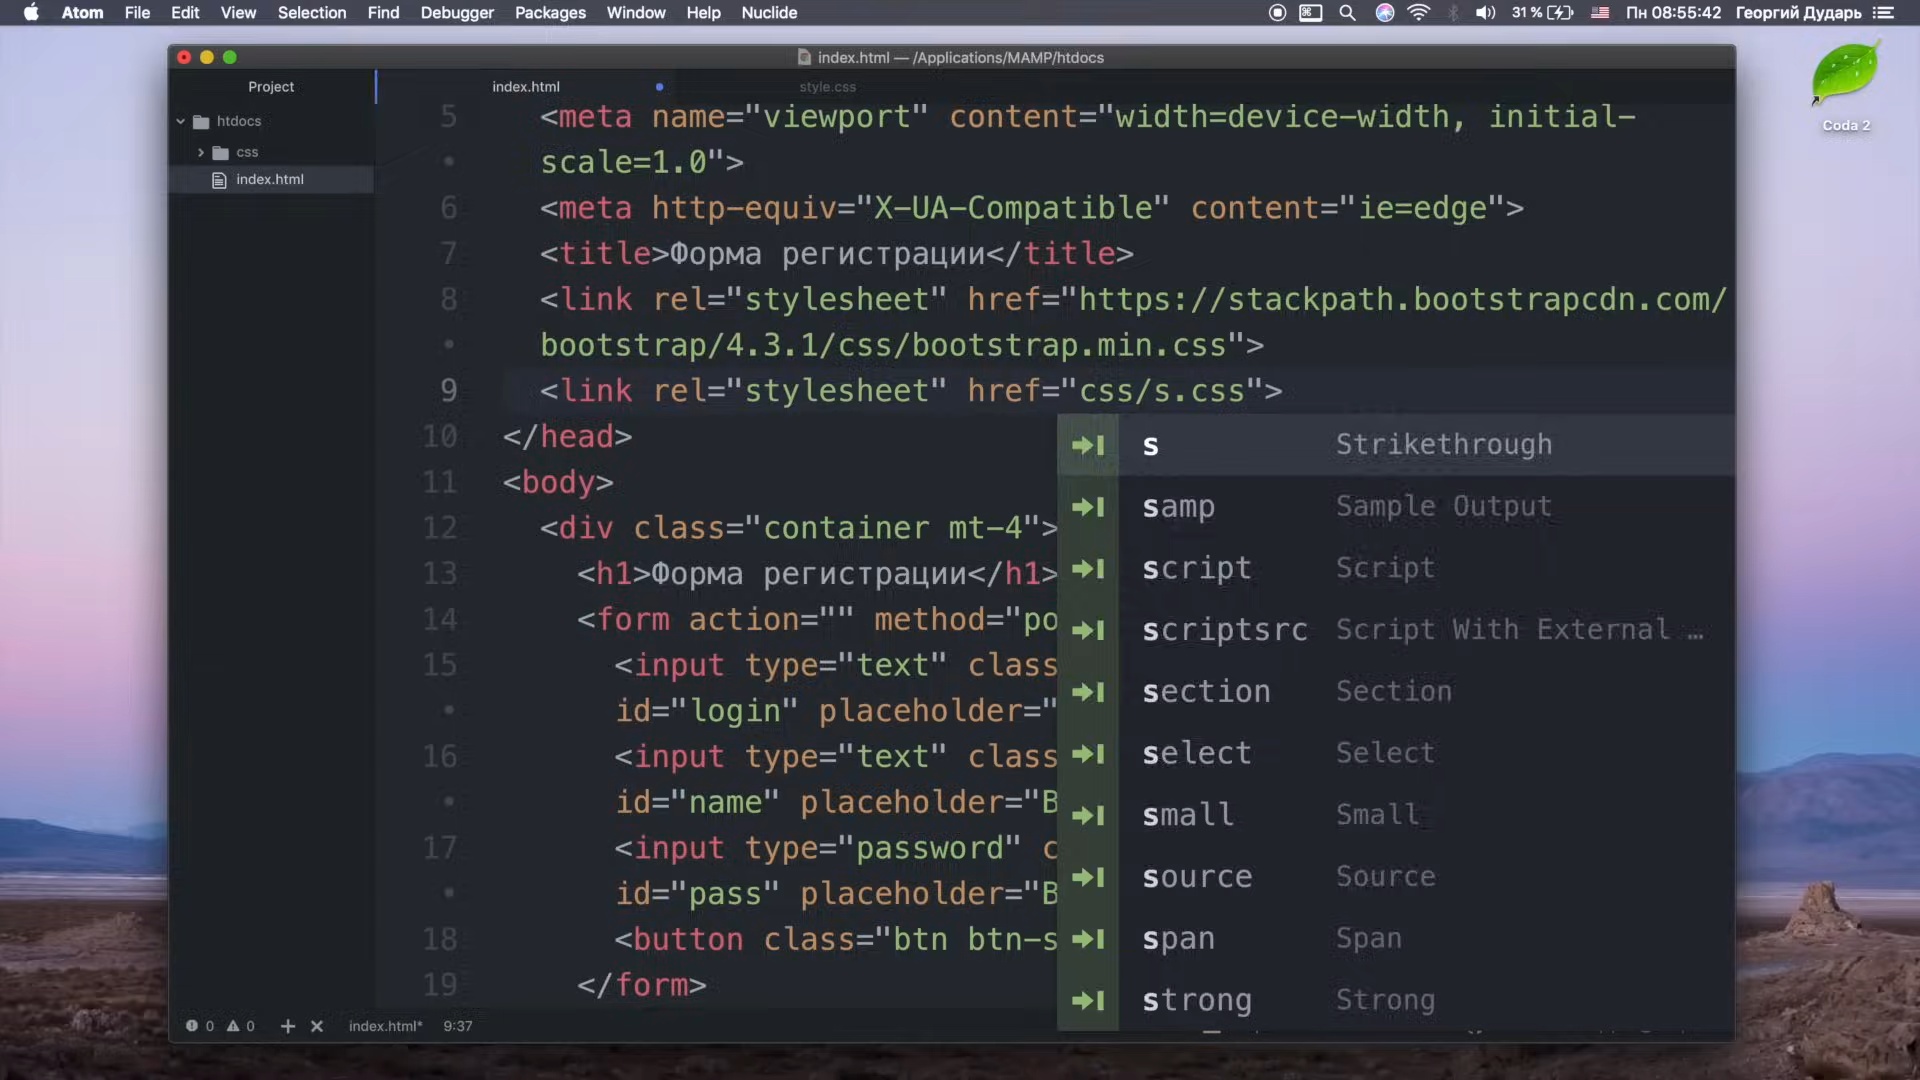 Atom File Edit View Selection Find Debugger Packages Window Help Nuclide 31 % Пн 08:55:42 Георгий Дударь
index.html — /Applications/MAMP/htdocs
Coda 2
Project
htdocs
css
index.html
index.html style.css
5 <meta name="viewport" content="width=device-width, initial-
scale=1.0">
6 <meta http-equiv="X-UA-Compatible" content="ie=edge">
7 <title>Форма регистрации</title>
8 <link rel="stylesheet" href="https://stackpath.bootstrapcdn.com/
bootstrap/4.3.1/css/bootstrap.min.css">
9 <link rel="stylesheet" href="css/s.css">
10 </head>
11 <body>
12 <div class="container mt-4">
13 <h1>Форма регистрации</h1>
14 <form action="" method="po
15 <input type="text" class
id="login" placeholder="
16 <input type="text" class
id="name" placeholder="В
17 <input type="password" c
id="pass" placeholder="В
18 <button class="btn btn-s
19 </form>
s Strikethrough
samp Sample Output
script Script
scriptsrc Script With External …
section Section
select Select
small Small
source Source
span Span
strong Strong
0 0 index.html* 9:37